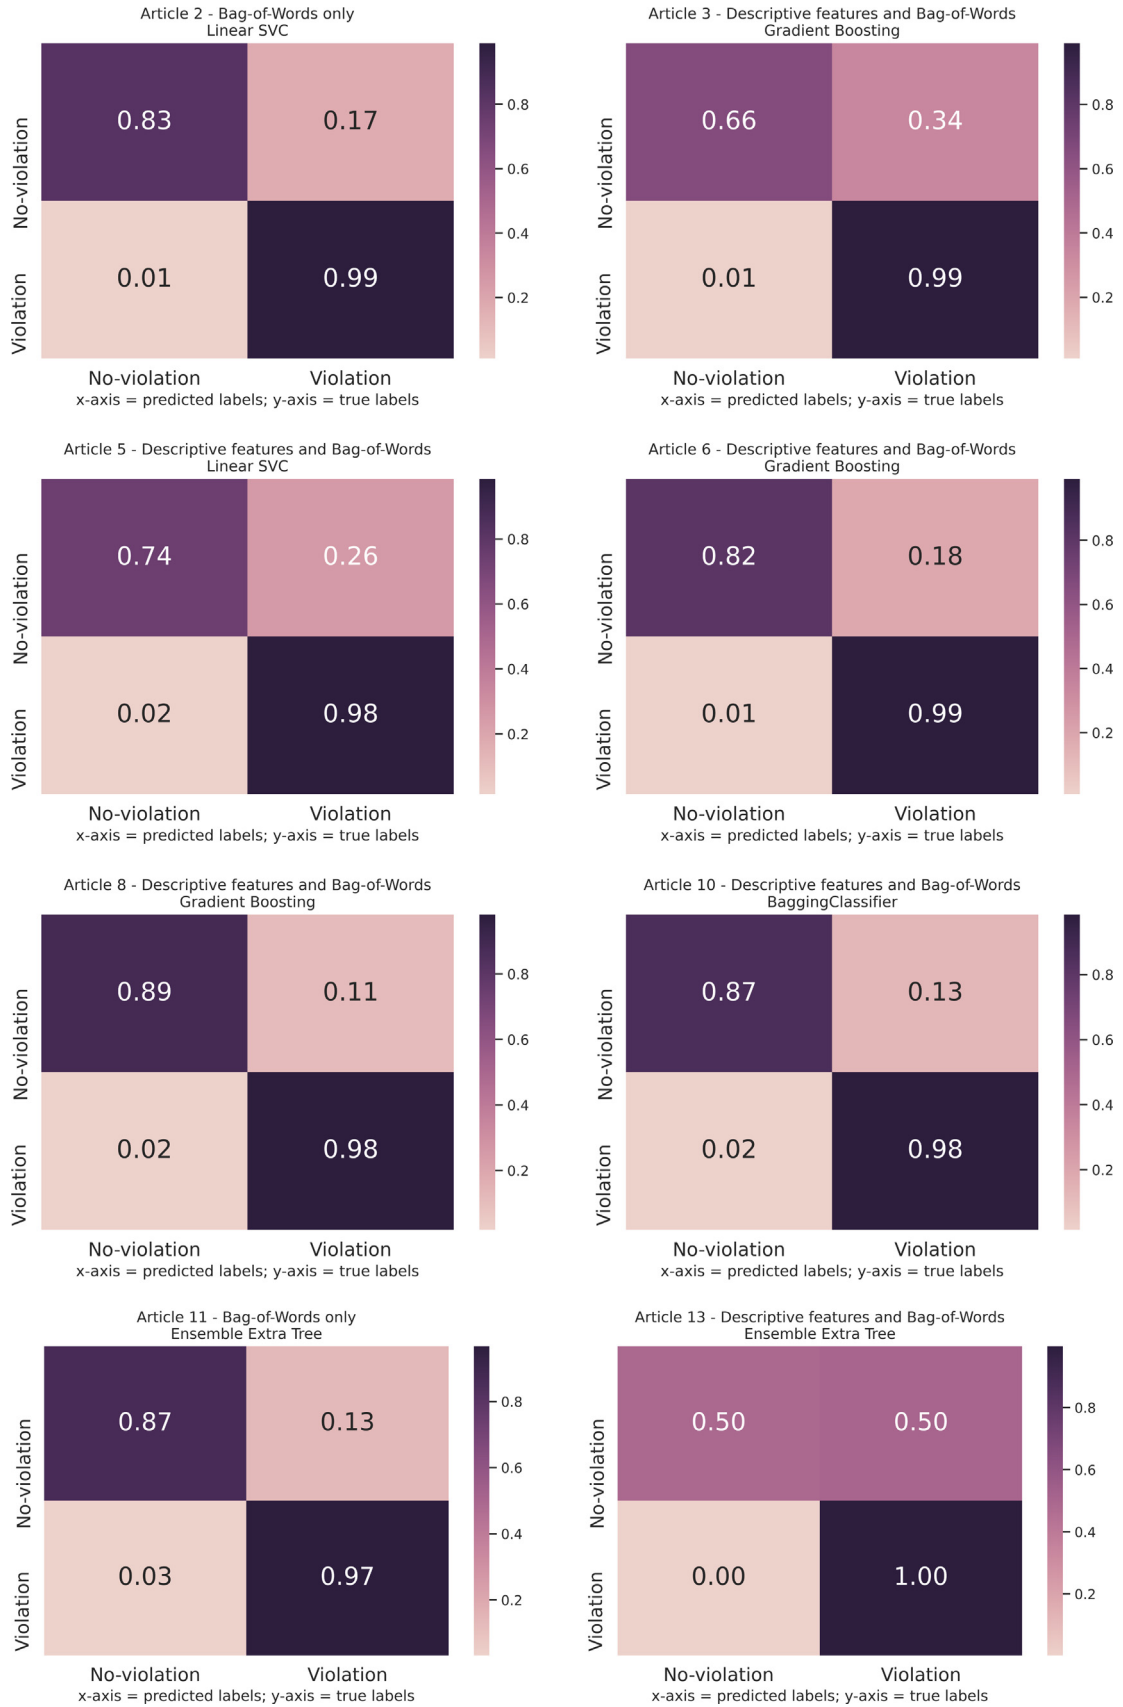 Article 2 - Bag-of-Words only
Linear SVC
No-violation
Violation
0.83
0.17
0.01
0.99
0.8
0.6
0.4
0.2
No-violation
Violation
x-axis = predicted labels; y-axis = true labels
Article 3 - Descriptive features and Bag-of-Words
Gradient Boosting
No-violation
Violation
0.66
0.34
0.01
0.99
0.8
0.6
0.4
0.2
No-violation
Violation
x-axis = predicted labels; y-axis = true labels
Article 5 - Descriptive features and Bag-of-Words
Linear SVC
No-violation
Violation
0.74
0.26
0.02
0.98
0.8
0.6
0.4
0.2
No-violation
Violation
x-axis = predicted labels; y-axis = true labels
Article 6 - Descriptive features and Bag-of-Words
Gradient Boosting
No-violation
Violation
0.82
0.18
0.01
0.99
0.8
0.6
0.4
0.2
No-violation
Violation
x-axis = predicted labels; y-axis = true labels
Article 8 - Descriptive features and Bag-of-Words
Gradient Boosting
No-violation
Violation
0.89
0.11
0.02
0.98
0.8
0.6
0.4
0.2
No-violation
Violation
x-axis = predicted labels; y-axis = true labels
Article 10 - Descriptive features and Bag-of-Words
BaggingClassifier
No-violation
Violation
0.87
0.13
0.02
0.98
0.8
0.6
0.4
0.2
No-violation
Violation
x-axis = predicted labels; y-axis = true labels
Article 11 - Bag-of-Words only
Ensemble Extra Tree
No-violation
Violation
0.87
0.13
0.03
0.97
0.8
0.6
0.4
0.2
No-violation
Violation
x-axis = predicted labels; y-axis = true labels
Article 13 - Descriptive features and Bag-of-Words
Ensemble Extra Tree
No-violation
Violation
0.50
0.50
0.00
1.00
0.8
0.6
0.4
0.2
No-violation
Violation
x-axis = predicted labels; y-axis = true labels